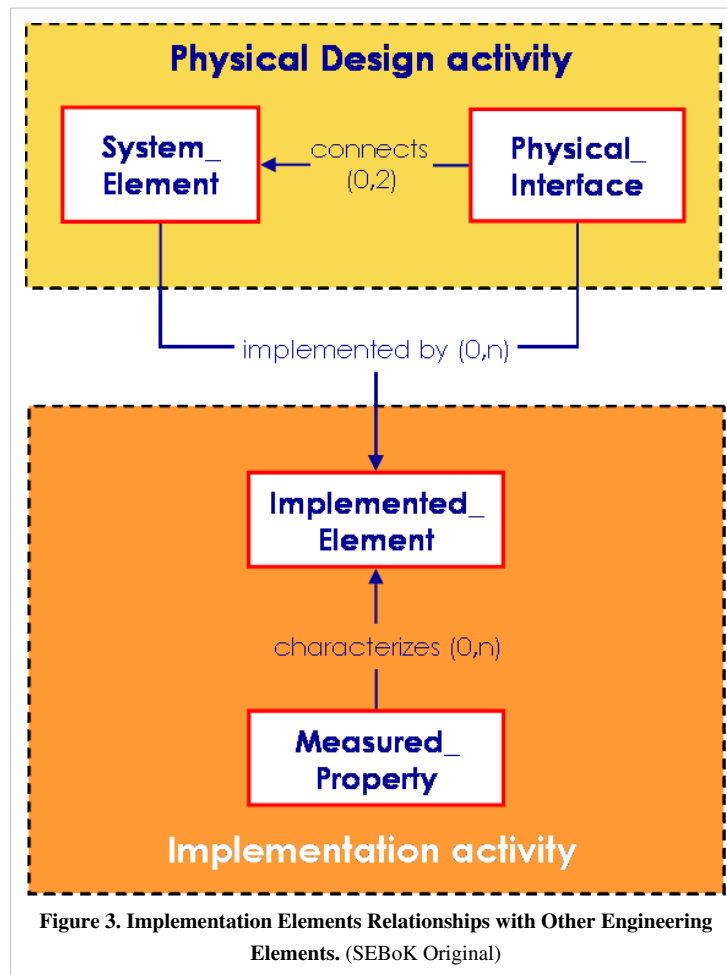 Physical Design activity
System_
Element
connects
(0,2)
Physical_
Interface
implemented by (0,n)
Implemented_
Element
characterizes (0,n)
Measured_
Property
Implementation activity
Figure 3. Implementation Elements Relationships with Other Engineering
Elements. (SEBoK Original)